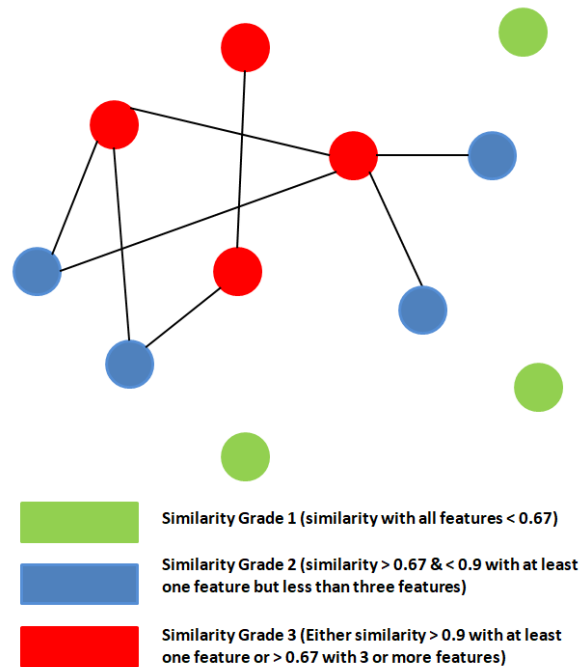 Similarity Grade 1 (similarity with all features < 0.67)
Similarity Grade 2 (similarity > 0.67 & < 0.9 with at least
one feature but less than three features)
Similarity Grade 3 (Either similarity > 0.9 with at least
one feature or > 0.67 with 3 or more features)